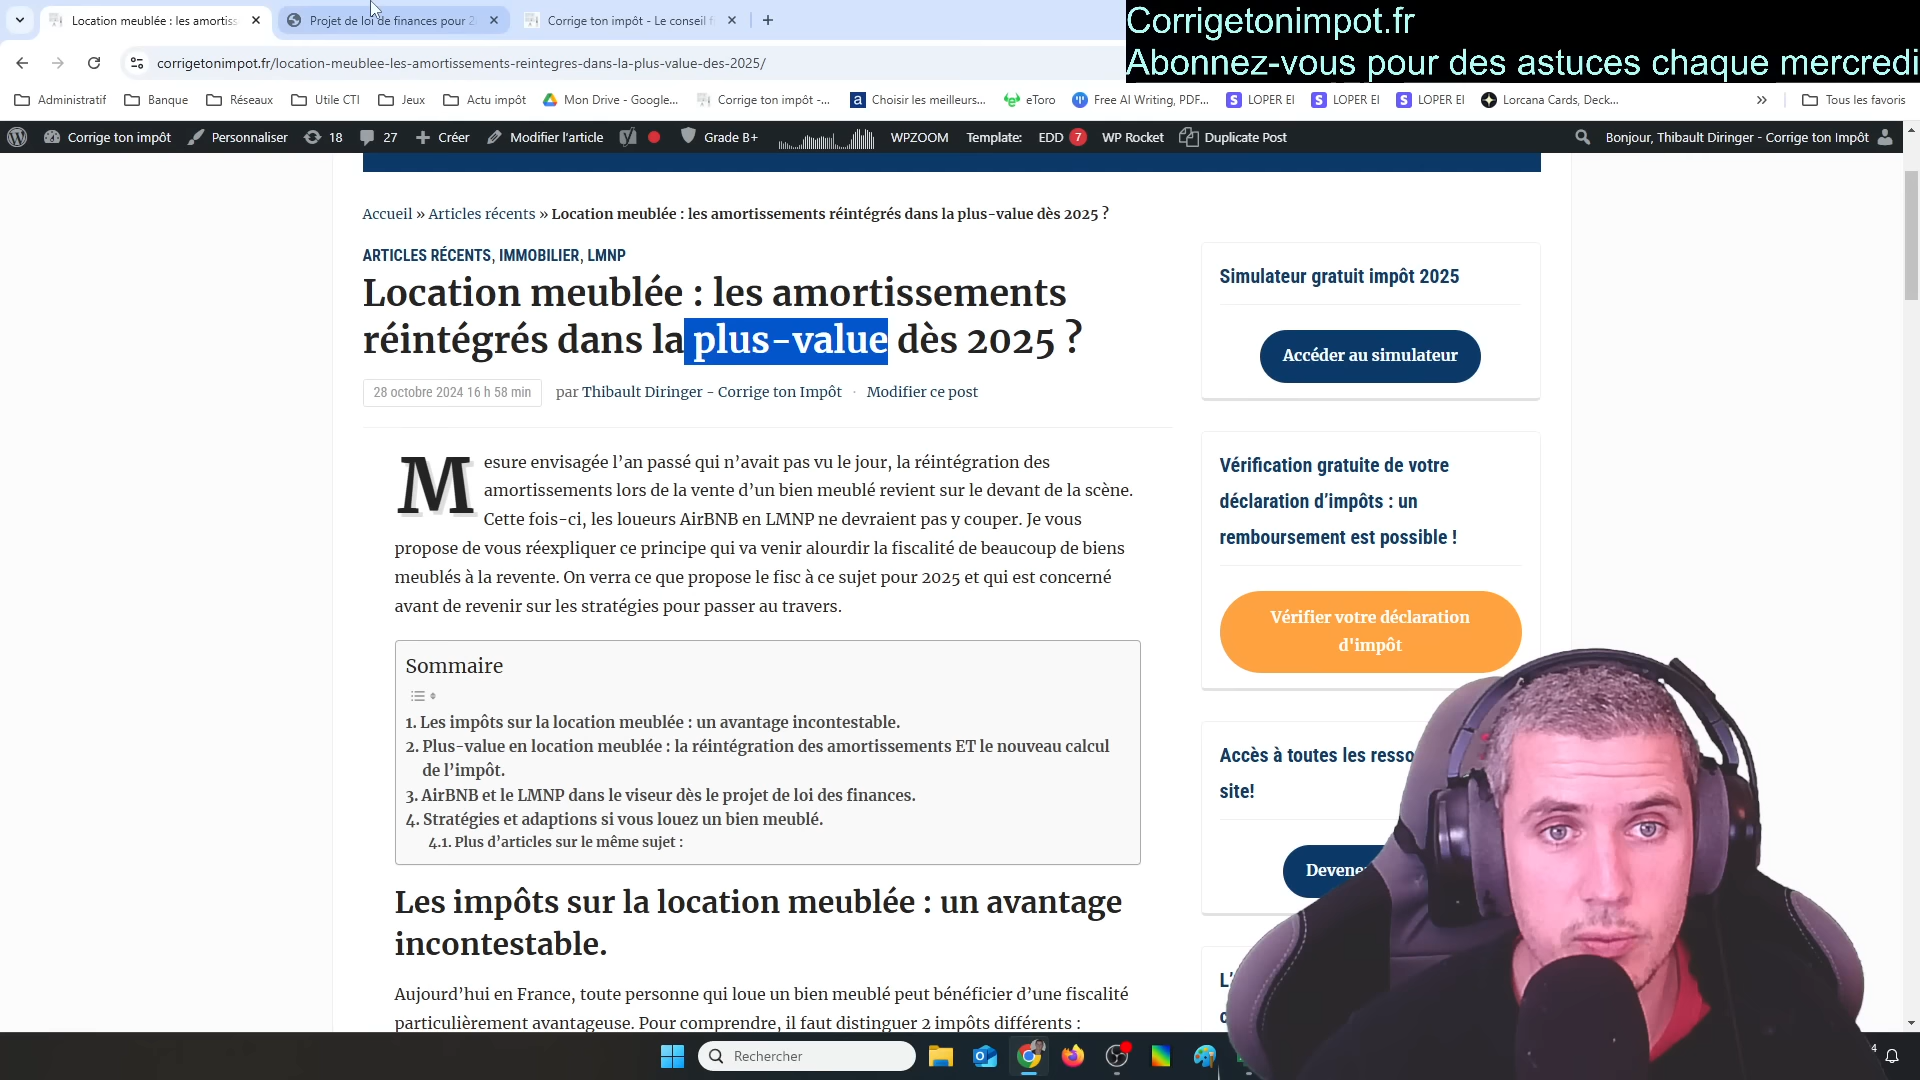 Location meublée : les amortiss
Projet de loi de finances pour 2
Corrige ton impôt - Le conseil f
Corrigetonimpot.fr
Abonnez-vous pour des astuces chaque mercredi
corrigetonimpot.fr/location-meublee-les-amortissements-reintegres-dans-la-plus-value-des-2025/
Administratif
Banque
Réseaux
Utile CTI
Jeux
Actu impôt
Mon Drive - Google...
Corrige ton impôt -...
Choisir les meilleurs...
eToro
Free AI Writing, PDF...
LOPER EI
LOPER EI
LOPER EI
Lorcana Cards, Deck...
Tous les favoris
Corrige ton impôt
Personnaliser
18
27
Créer
Modifier l'article
Grade B+
WPZOOM
Template:
EDD 7
WP Rocket
Duplicate Post
Bonjour, Thibault Diringer - Corrige ton Impôt
Accueil » Articles récents » Location meublée : les amortissements réintégrés dans la plus-value dès 2025 ?
ARTICLES RÉCENTS, IMMOBILIER, LMNP
Location meublée : les amortissements
réintégrés dans la plus-value dès 2025 ?
28 octobre 2024 16 h 58 min
par Thibault Diringer - Corrige ton Impôt · Modifier ce post
Mesure envisagée l'an passé qui n'avait pas vu le jour, la réintégration des
amortissements lors de la vente d'un bien meublé revient sur le devant de la scène.
Cette fois-ci, les loueurs AirBNB en LMNP ne devraient pas y couper. Je vous
propose de vous réexpliquer ce principe qui va venir alourdir la fiscalité de beaucoup de biens
meublés à la revente. On verra ce que propose le fisc à ce sujet pour 2025 et qui est concerné
avant de revenir sur les stratégies pour passer au travers.
Sommaire
1. Les impôts sur la location meublée : un avantage incontestable.
2. Plus-value en location meublée : la réintégration des amortissements ET le nouveau calcul
de l'impôt.
3. AirBNB et le LMNP dans le viseur dès le projet de loi des finances.
4. Stratégies et adaptions si vous louez un bien meublé.
4.1. Plus d'articles sur le même sujet :
Les impôts sur la location meublée : un avantage
incontestable.
Aujourd'hui en France, toute personne qui loue un bien meublé peut bénéficier d'une fiscalité
particulièrement avantageuse. Pour comprendre, il faut distinguer 2 impôts différents :
Simulateur gratuit impôt 2025
Accéder au simulateur
Vérification gratuite de votre
déclaration d'impôts : un
remboursement est possible !
Vérifier votre déclaration
d'impôt
Accès à toutes les resso
site!
Devene
L'
Rechercher
4